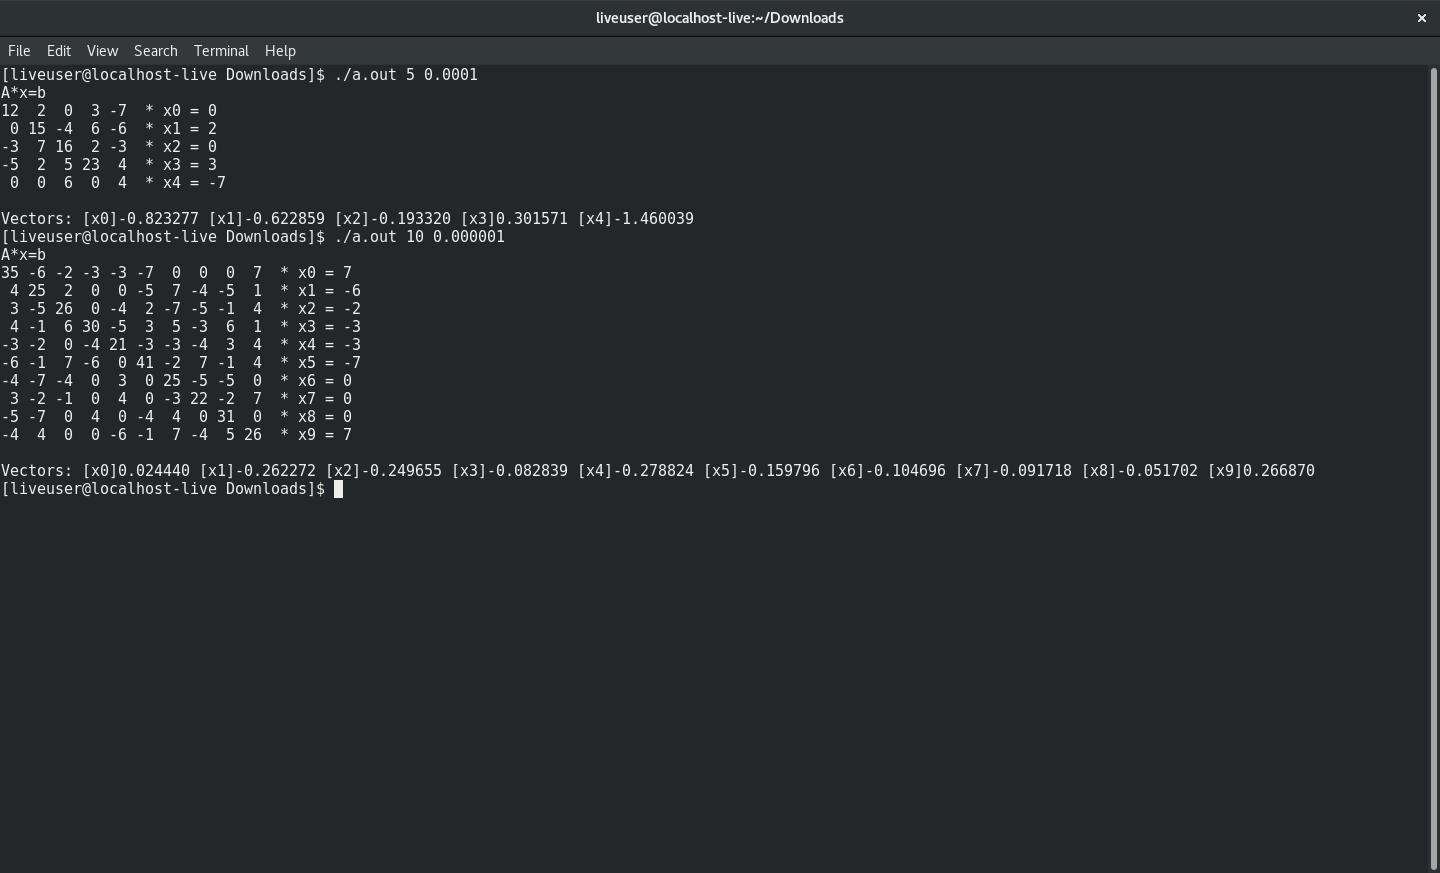 liveuser@localhost-live:~/Downloads ×
File Edit View Search Terminal Help
[liveuser@localhost-live Downloads]$ ./a.out 5 0.0001
A*x=b
12  2  0  3 -7  * x0 = 0
 0 15 -4  6 -6  * x1 = 2
-3  7 16  2 -3  * x2 = 0
-5  2  5 23  4  * x3 = 3
 0  0  6  0  4  * x4 = -7

Vectors: [x0]-0.823277 [x1]-0.622859 [x2]-0.193320 [x3]0.301571 [x4]-1.460039
[liveuser@localhost-live Downloads]$ ./a.out 10 0.000001
A*x=b
35 -6 -2 -3 -3 -7  0  0  0  7  * x0 = 7
 4 25  2  0  0 -5  7 -4 -5  1  * x1 = -6
 3 -5 26  0 -4  2 -7 -5 -1  4  * x2 = -2
 4 -1  6 30 -5  3  5 -3  6  1  * x3 = -3
-3 -2  0 -4 21 -3 -3 -4  3  4  * x4 = -3
-6 -1  7 -6  0 41 -2  7 -1  4  * x5 = -7
-4 -7 -4  0  3  0 25 -5 -5  0  * x6 = 0
 3 -2 -1  0  4  0 -3 22 -2  7  * x7 = 0
-5 -7  0  4  0 -4  4  0 31  0  * x8 = 0
-4  4  0  0 -6 -1  7 -4  5 26  * x9 = 7

Vectors: [x0]0.024440 [x1]-0.262272 [x2]-0.249655 [x3]-0.082839 [x4]-0.278824 [x5]-0.159796 [x6]-0.104696 [x7]-0.091718 [x8]-0.051702 [x9]0.266870
[liveuser@localhost-live Downloads]$